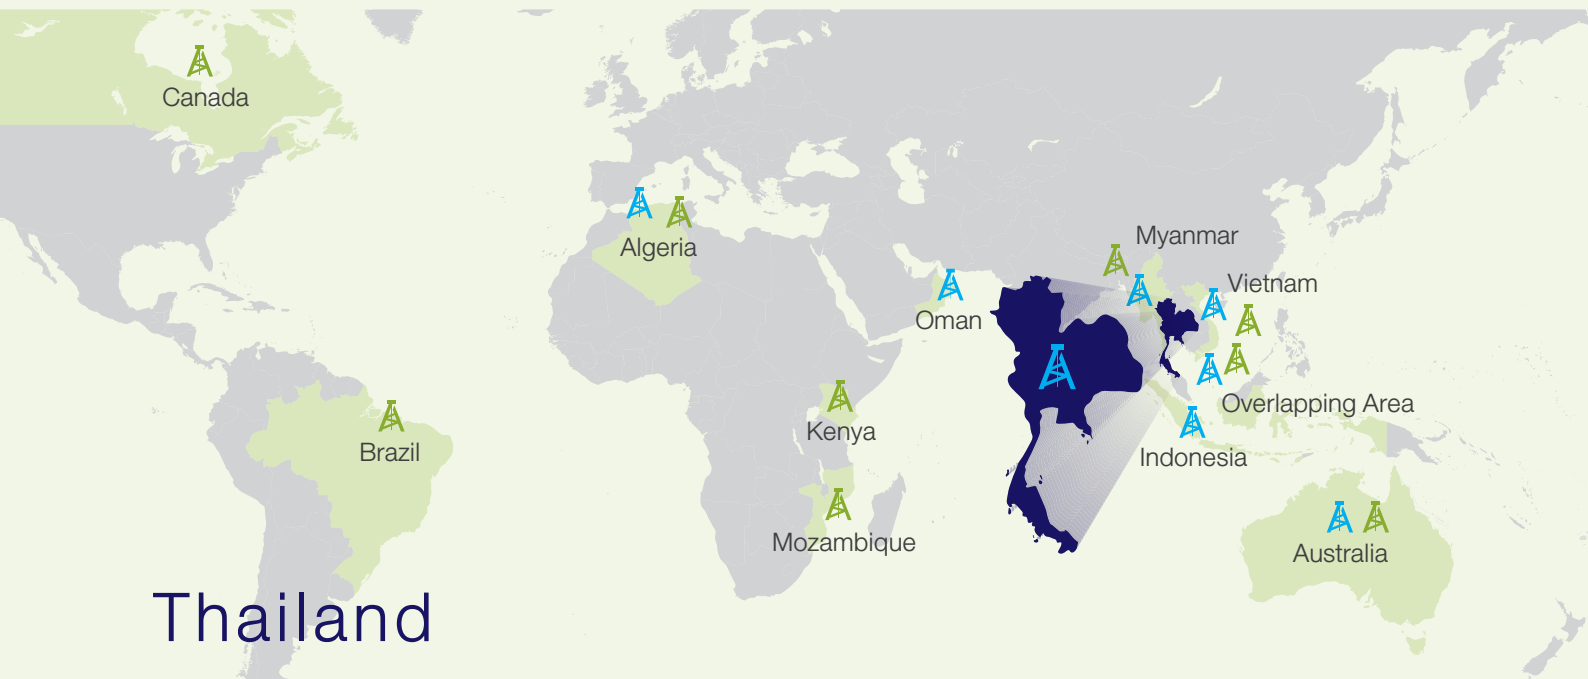 Canada
Myanmar
Algeria
Vietnam
Oman
Overlapping Area
Kenya
Brazil
Indonesia
Mozambique
Australia
Thailand